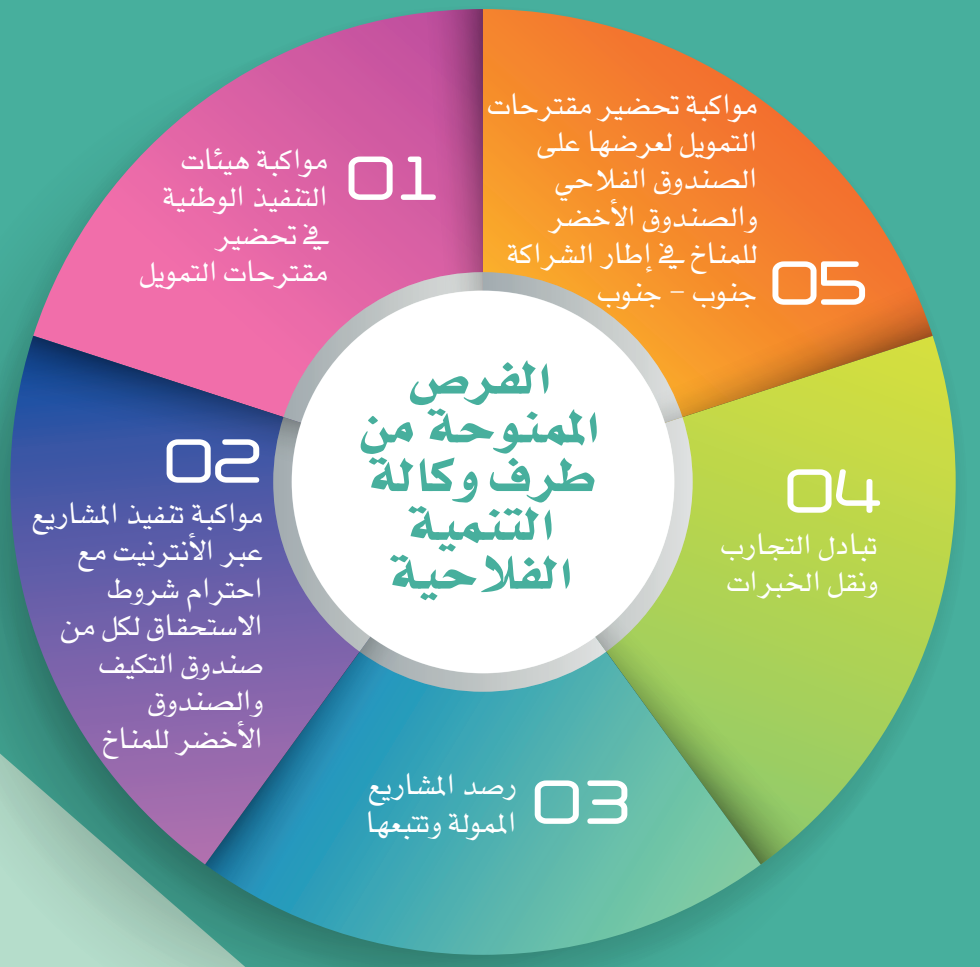 الفرص
الممنوحة من
طرف وكالة
التنمية
الفلاحية
01
مواكبة هيئات
التنفيذ الوطنية
في تحضير
مقترحات التمويل
02
مواكبة تنفيذ المشاريع
عبر الأنترنيت مع
احترام شروط
الاستحقاق لكل من
صندوق التكيف
والصندوق
الأخضر للمناخ
03
رصد المشاريع
الممولة وتتبعها
04
تبادل التجارب
ونقل الخبرات
05
مواكبة تحضير مقترحات
التمويل لعرضها على
الصندوق الفلاحي
والصندوق الأخضر
للمناخ في إطار الشراكة
جنوب – جنوب